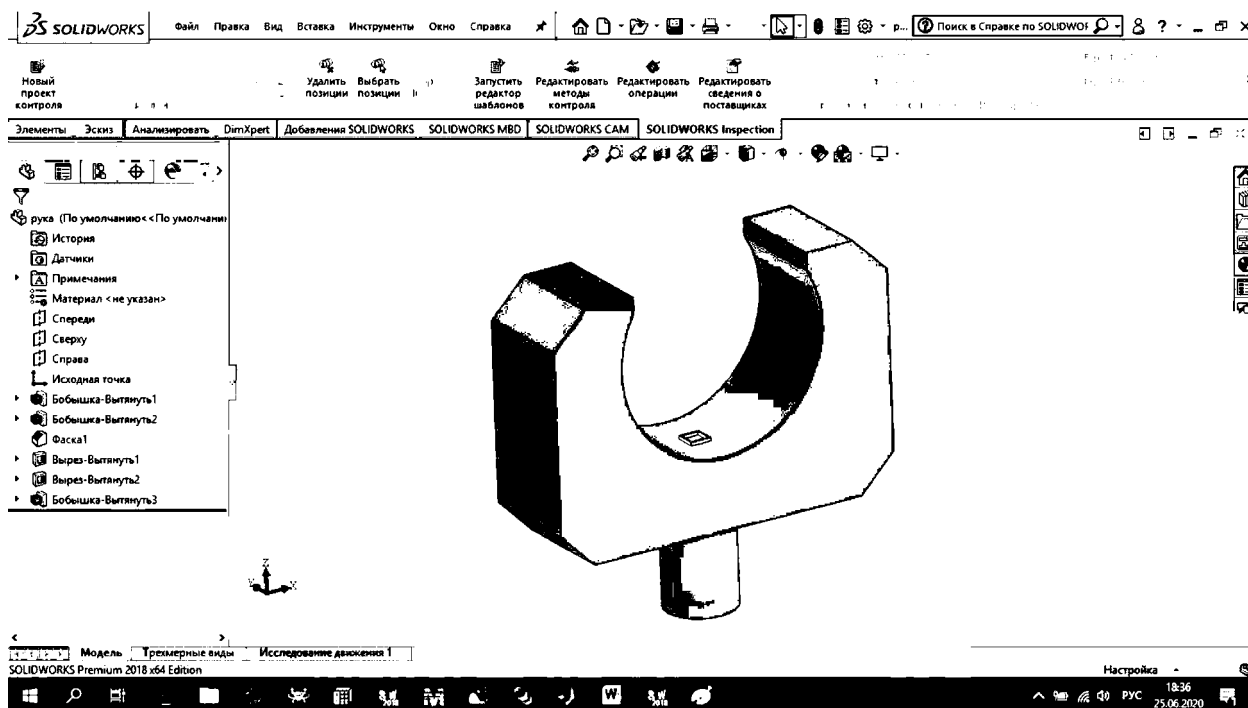 SOLIDWORKS Файл Правка Вид Вставка Инструменты Окно Справка р... Поиск в Справке по SOLIDWOF
Новый проект контроля
Удалить позиции
Выбрать позиции
Запустить редактор шаблонов
Редактировать методы контроля
Редактировать операции
Редактировать сведения о поставщиках
Элементы Эскиз Анализировать DimXpert Добавления SOLIDWORKS SOLIDWORKS MBD SOLIDWORKS CAM SOLIDWORKS Inspection
рука (По умолчанию<<По умолчани
История
Датчики
Примечания
Материал <не указан>
Спереди
Сверху
Справа
Исходная точка
Бобышка-Вытянуть1
Бобышка-Вытянуть2
Фаска1
Вырез-Вытянуть1
Вырез-Вытянуть2
Бобышка-Вытянуть3
Z
X
Модель Трехмерные виды Исследование движения 1
SOLIDWORKS Premium 2018 x64 Edition Настройка
РУС 18:36
25.06.2020